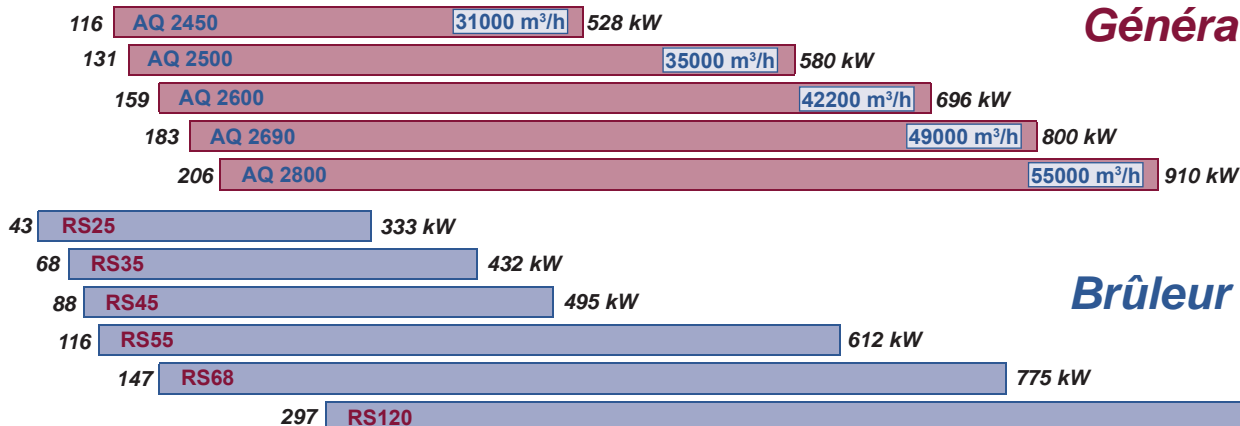 116 AQ 2450 31000 m³/h 528 kW
Généra
131 AQ 2500 35000 m³/h 580 kW
159 AQ 2600 42200 m³/h 696 kW
183 AQ 2690 49000 m³/h 800 kW
206 AQ 2800 55000 m³/h 910 kW
43 RS25 333 kW
68 RS35 432 kW
Brûleur
88 RS45 495 kW
116 RS55 612 kW
147 RS68 775 kW
297 RS120